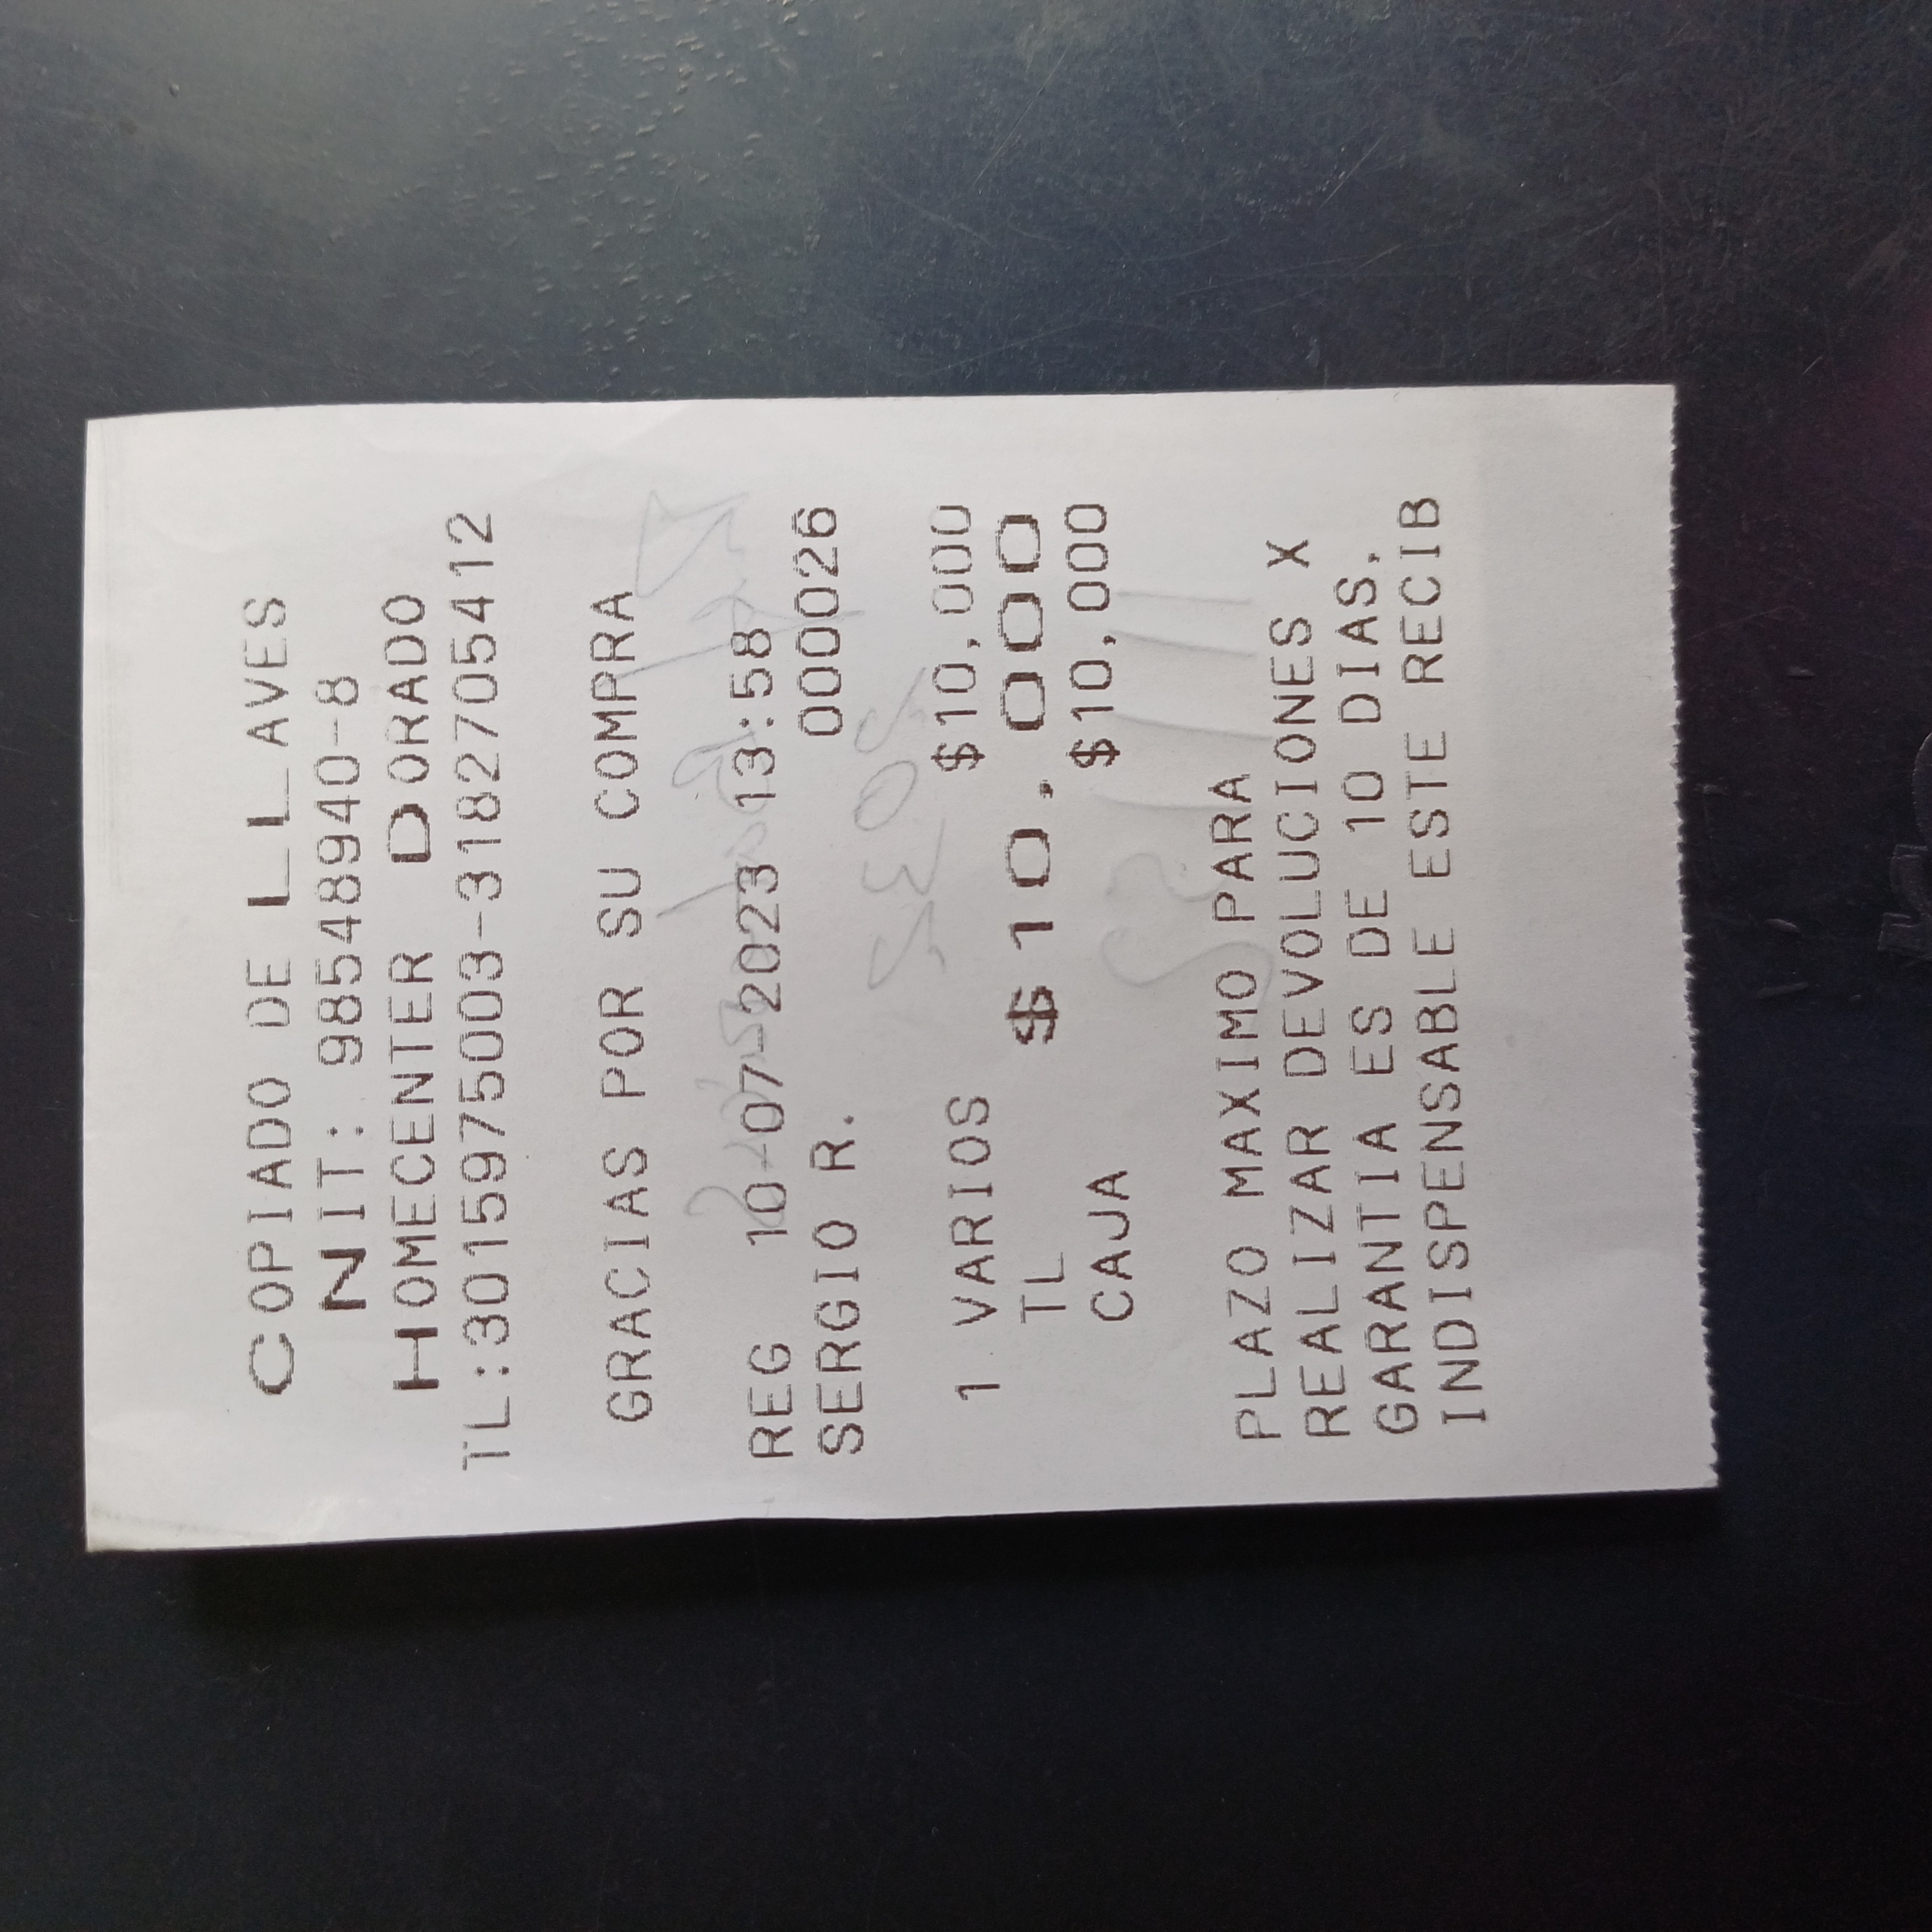 COPIADO DE LLAVES
NIT: 98548940-8
HOMECENTER DORADO
TL:3015975003-3182705412
GRACIAS POR SU COMPRA
REG 10-07-2023 13:58
SERGIO R. 000026
1 VARIOS $10,000
TL $10.000
CAJA $10,000
PLAZO MAXIMO PARA
REALIZAR DEVOLUCIONES X
GARANTIA ES DE 10 DIAS,
INDISPENSABLE ESTE RECIB